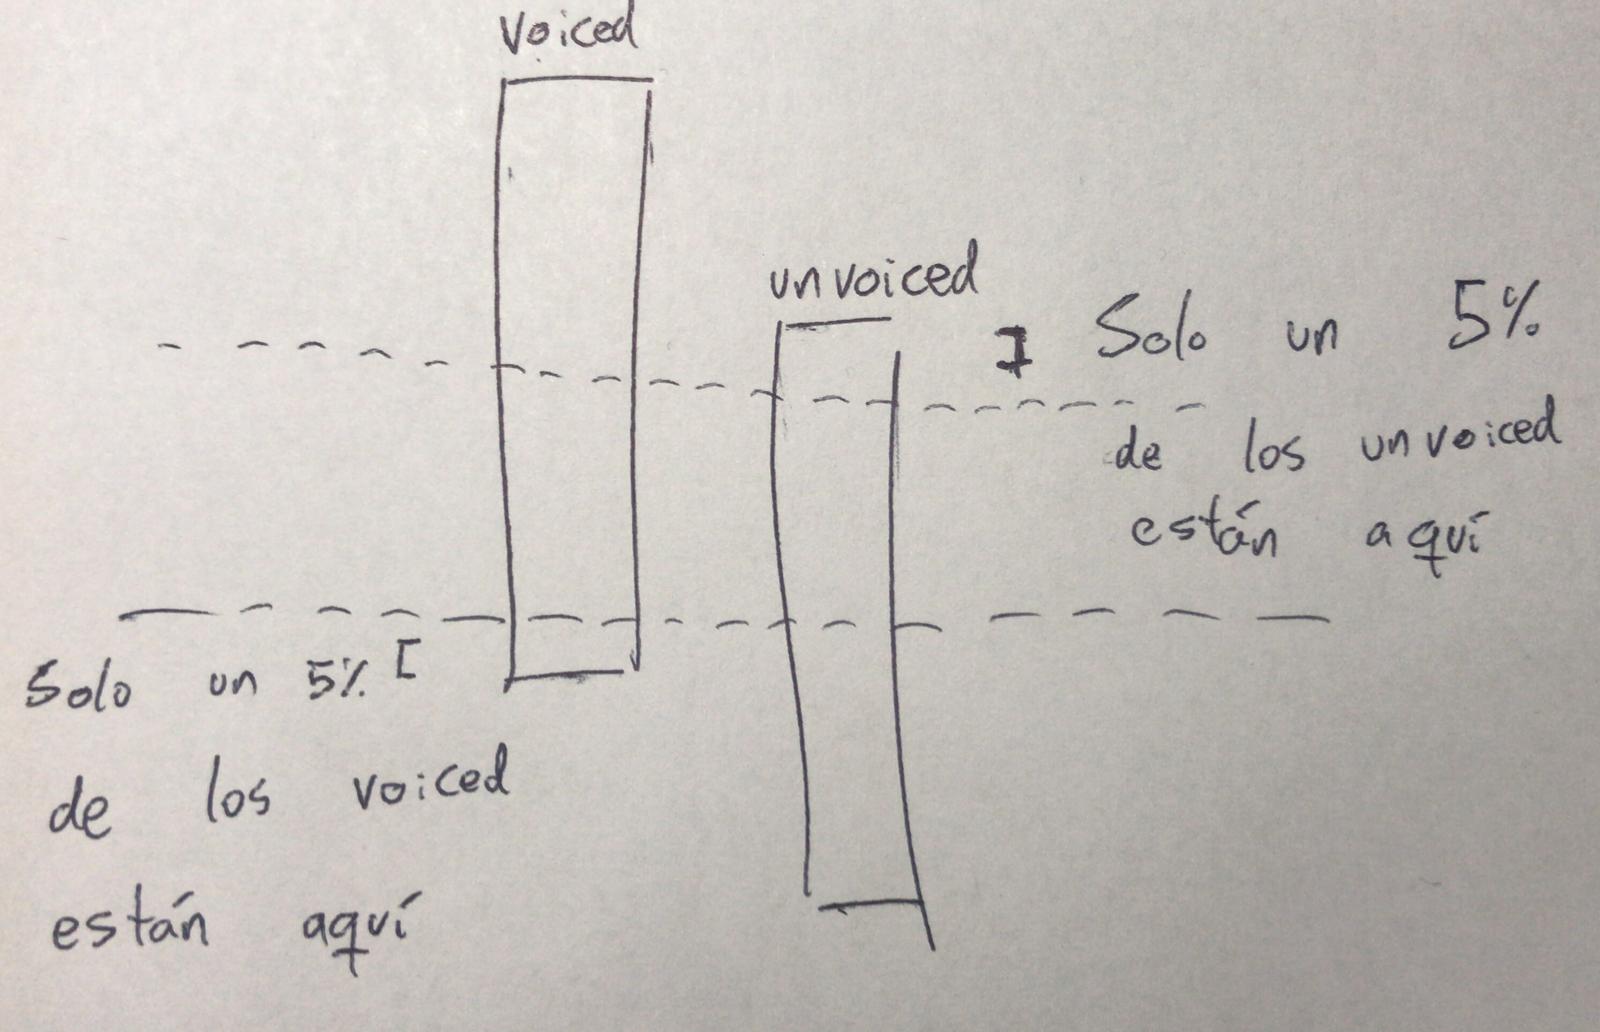 Voiced
unvoiced
Solo un 5%
de los unvoiced
están aquí
Solo un 5%
de los voiced
están aquí